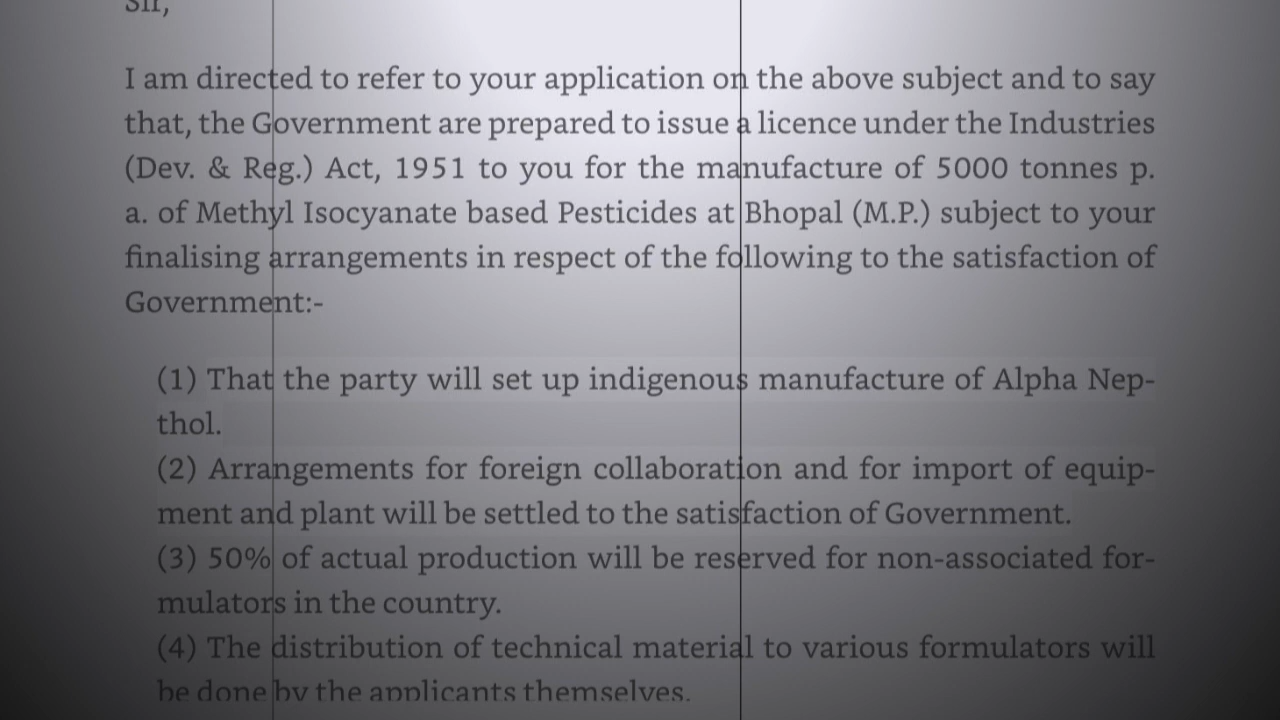 Sir,
I am directed to refer to your application on the above subject and to say
that, the Government are prepared to issue a licence under the Industries
(Dev. & Reg.) Act, 1951 to you for the manufacture of 5000 tonnes p.
a. of Methyl Isocyanate based Pesticides at Bhopal (M.P.) subject to your
finalising arrangements in respect of the following to the satisfaction of
Government:-
(1) That the party will set up indigenous manufacture of Alpha Nep-
thol.
(2) Arrangements for foreign collaboration and for import of equip-
ment and plant will be settled to the satisfaction of Government.
(3) 50% of actual production will be reserved for non-associated for-
mulators in the country.
(4) The distribution of technical material to various formulators will
be done by the applicants themselves.